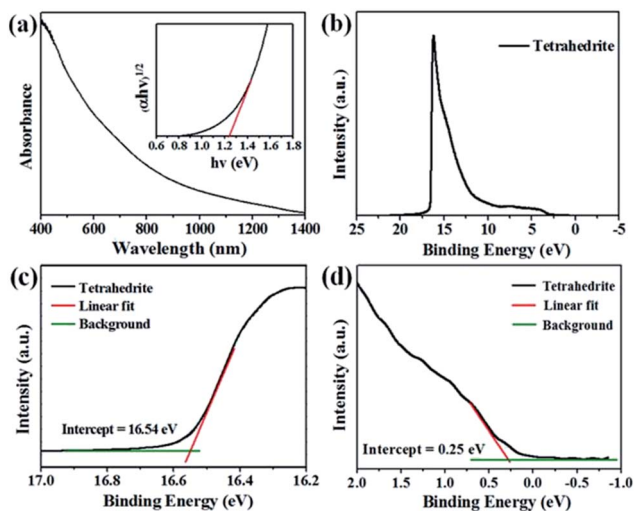 (a)
Absorbance
(αhν)^1/2
0.6 0.8 1.0 1.2 1.4 1.6 1.8
hν (eV)
400 600 800 1000 1200 1400
Wavelength (nm)
(b)
Tetrahedrite
Intensity (a.u.)
25 20 15 10 5 0 -5
Binding Energy (eV)
(c)
Tetrahedrite
Linear fit
Background
Intensity (a.u.)
Intercept = 16.54 eV
17.0 16.8 16.6 16.4 16.2
Binding Energy (eV)
(d)
Tetrahedrite
Linear fit
Background
Intensity (a.u.)
Intercept = 0.25 eV
2.0 1.5 1.0 0.5 0.0 -0.5 -1.0
Binding Energy (eV)